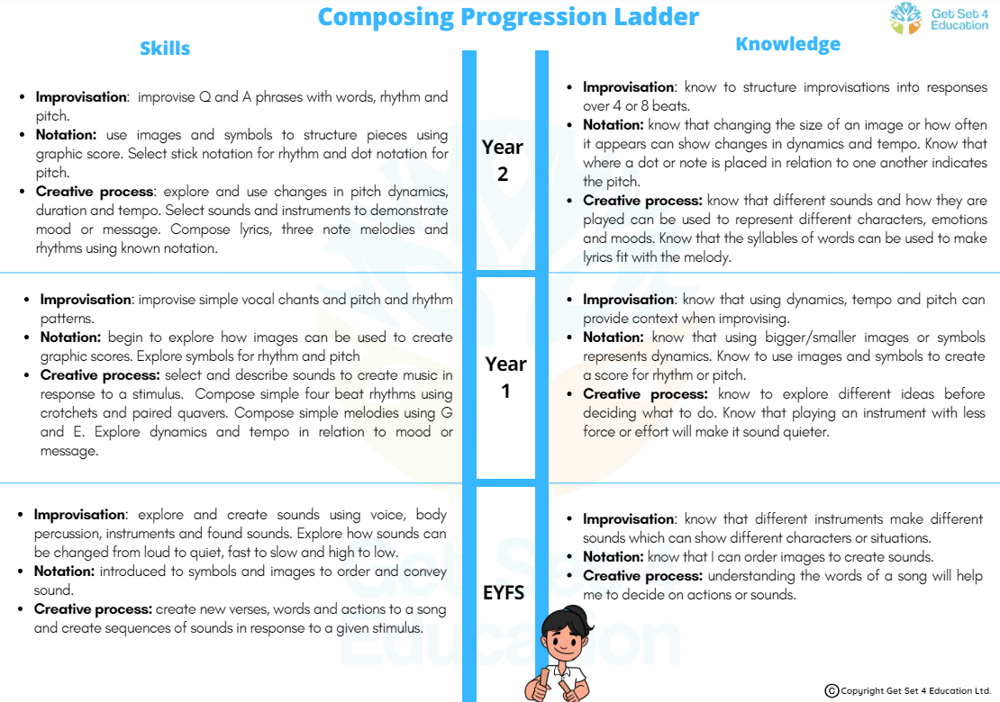 Composing Progression Ladder
Get Set 4
Education
Skills
Knowledge
• Improvisation: improvise Q and A phrases with words, rhythm and
pitch.
• Notation: use images and symbols to structure pieces using
graphic score. Select stick notation for rhythm and dot notation for
pitch.
• Creative process: explore and use changes in pitch dynamics,
duration and tempo. Select sounds and instruments to demonstrate
mood or message. Compose lyrics, three note melodies and
rhythms using known notation.
Year
2
• Improvisation: know to structure improvisations into responses
over 4 or 8 beats.
• Notation: know that changing the size of an image or how often
it appears can show changes in dynamics and tempo. Know that
where a dot or note is placed in relation to one another indicates
the pitch.
• Creative process: know that different sounds and how they are
played can be used to represent different characters, emotions
and moods. Know that the syllables of words can be used to make
lyrics fit with the melody.
• Improvisation: improvise simple vocal chants and pitch and rhythm
patterns.
• Notation: begin to explore how images can be used to create
graphic scores. Explore symbols for rhythm and pitch
• Creative process: select and describe sounds to create music in
response to a stimulus. Compose simple four beat rhythms using
crotchets and paired quavers. Compose simple melodies using G
and E. Explore dynamics and tempo in relation to mood or
message.
Year
1
• Improvisation: know that using dynamics, tempo and pitch can
provide context when improvising.
• Notation: know that using bigger/smaller images or symbols
represents dynamics. Know to use images and symbols to create
a score for rhythm or pitch.
• Creative process: know to explore different ideas before
deciding what to do. Know that playing an instrument with less
force or effort will make it sound quieter.
• Improvisation: explore and create sounds using voice, body
percussion, instruments and found sounds. Explore how sounds can
be changed from loud to quiet, fast to slow and high to low.
• Notation: introduced to symbols and images to order and convey
sound.
• Creative process: create new verses, words and actions to a song
and create sequences of sounds in response to a given stimulus.
EYFS
• Improvisation: know that different instruments make different
sounds which can show different characters or situations.
• Notation: know that I can order images to create sounds.
• Creative process: understanding the words of a song will help
me to decide on actions or sounds.
Get Set 4
Education
© Copyright Get Set 4 Education Ltd.